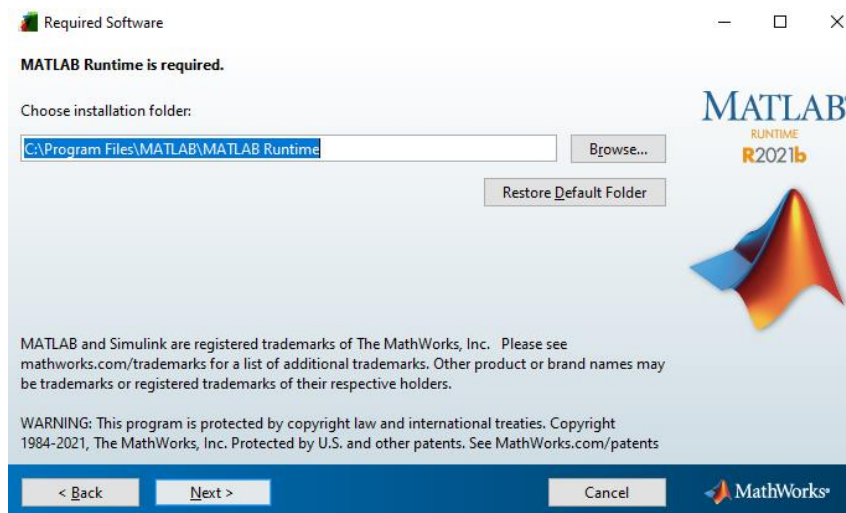 Required Software
MATLAB Runtime is required.
Choose installation folder:
C:\Program Files\MATLAB\MATLAB Runtime
Browse...
Restore Default Folder
MATLAB
RUNTIME
R2021b
MATLAB and Simulink are registered trademarks of The MathWorks, Inc.   Please see
mathworks.com/trademarks for a list of additional trademarks. Other product or brand names may
be trademarks or registered trademarks of their respective holders.
WARNING: This program is protected by copyright law and international treaties. Copyright
1984-2021, The MathWorks, Inc. Protected by U.S. and other patents. See MathWorks.com/patents
< Back
Next >
Cancel
MathWorks®